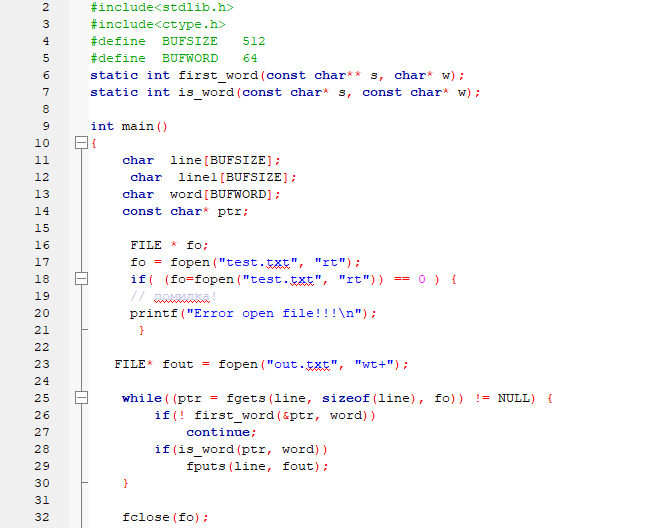 2 #include<stdlib.h>
3 #include<ctype.h>
4 #define  BUFSIZE   512
5 #define  BUFWORD   64
6 static int first_word(const char** s, char* w);
7 static int is_word(const char* s, const char* w);
8
9 int main()
10 {
11     char  line[BUFSIZE];
12      char  line1[BUFSIZE];
13     char  word[BUFWORD];
14     const char* ptr;
15
16      FILE * fo;
17      fo = fopen("test.txt", "rt");
18      if( (fo=fopen("test.txt", "rt")) == 0 ) {
19      // помилка!
20      printf("Error open file!!!\n");
21       }
22
23    FILE* fout = fopen("out.txt", "wt+");
24
25     while((ptr = fgets(line, sizeof(line), fo)) != NULL) {
26         if(! first_word(&ptr, word))
27             continue;
28         if(is_word(ptr, word))
29             fputs(line, fout);
30     }
31
32     fclose(fo);